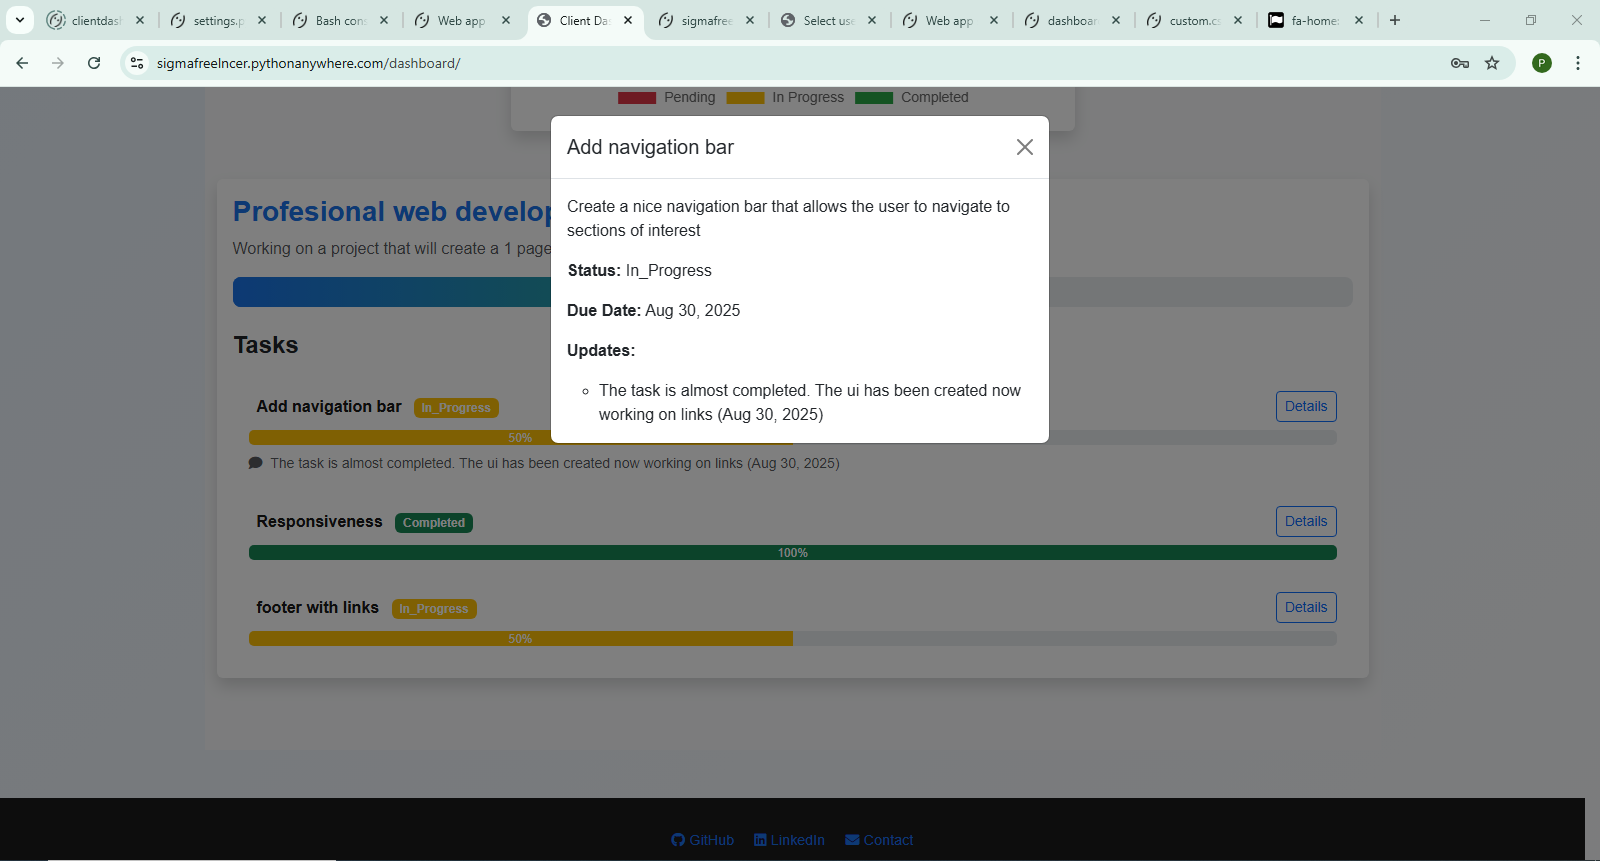 clientdash
settings.p
Bash cons
Web app
Client Das
sigmafree
Select use
Web app
dashboar
custom.cs
fa-home:
sigmafreelncer.pythonanywhere.com/dashboard/
P
Pending In Progress Completed
Add navigation bar
Create a nice navigation bar that allows the user to navigate to
sections of interest
Status: In_Progress
Due Date: Aug 30, 2025
Updates:
The task is almost completed. The ui has been created now
working on links (Aug 30, 2025)
Profesional web develop
Working on a project that will create a 1 page
Tasks
Add navigation bar In_Progress Details
50%
The task is almost completed. The ui has been created now working on links (Aug 30, 2025)
Responsiveness Completed Details
100%
footer with links In_Progress Details
50%
GitHub LinkedIn Contact